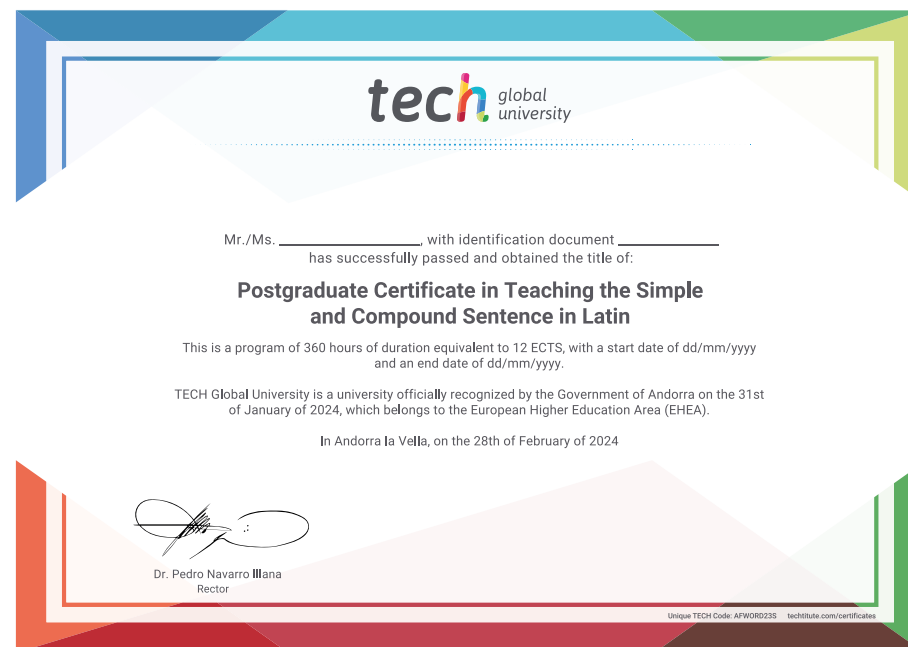 tech global university
Mr./Ms. ____________, with identification document ____________
has successfully passed and obtained the title of:
Postgraduate Certificate in Teaching the Simple
and Compound Sentence in Latin
This is a program of 360 hours of duration equivalent to 12 ECTS, with a start date of dd/mm/yyyy
and an end date of dd/mm/yyyy.
TECH Global University is a university officially recognized by the Government of Andorra on the 31st
of January of 2024, which belongs to the European Higher Education Area (EHEA).
In Andorra la Vella, on the 28th of February of 2024
Dr. Pedro Navarro Illana
Rector
Unique TECH Code: AFWORD23S techtitute.com/certificates